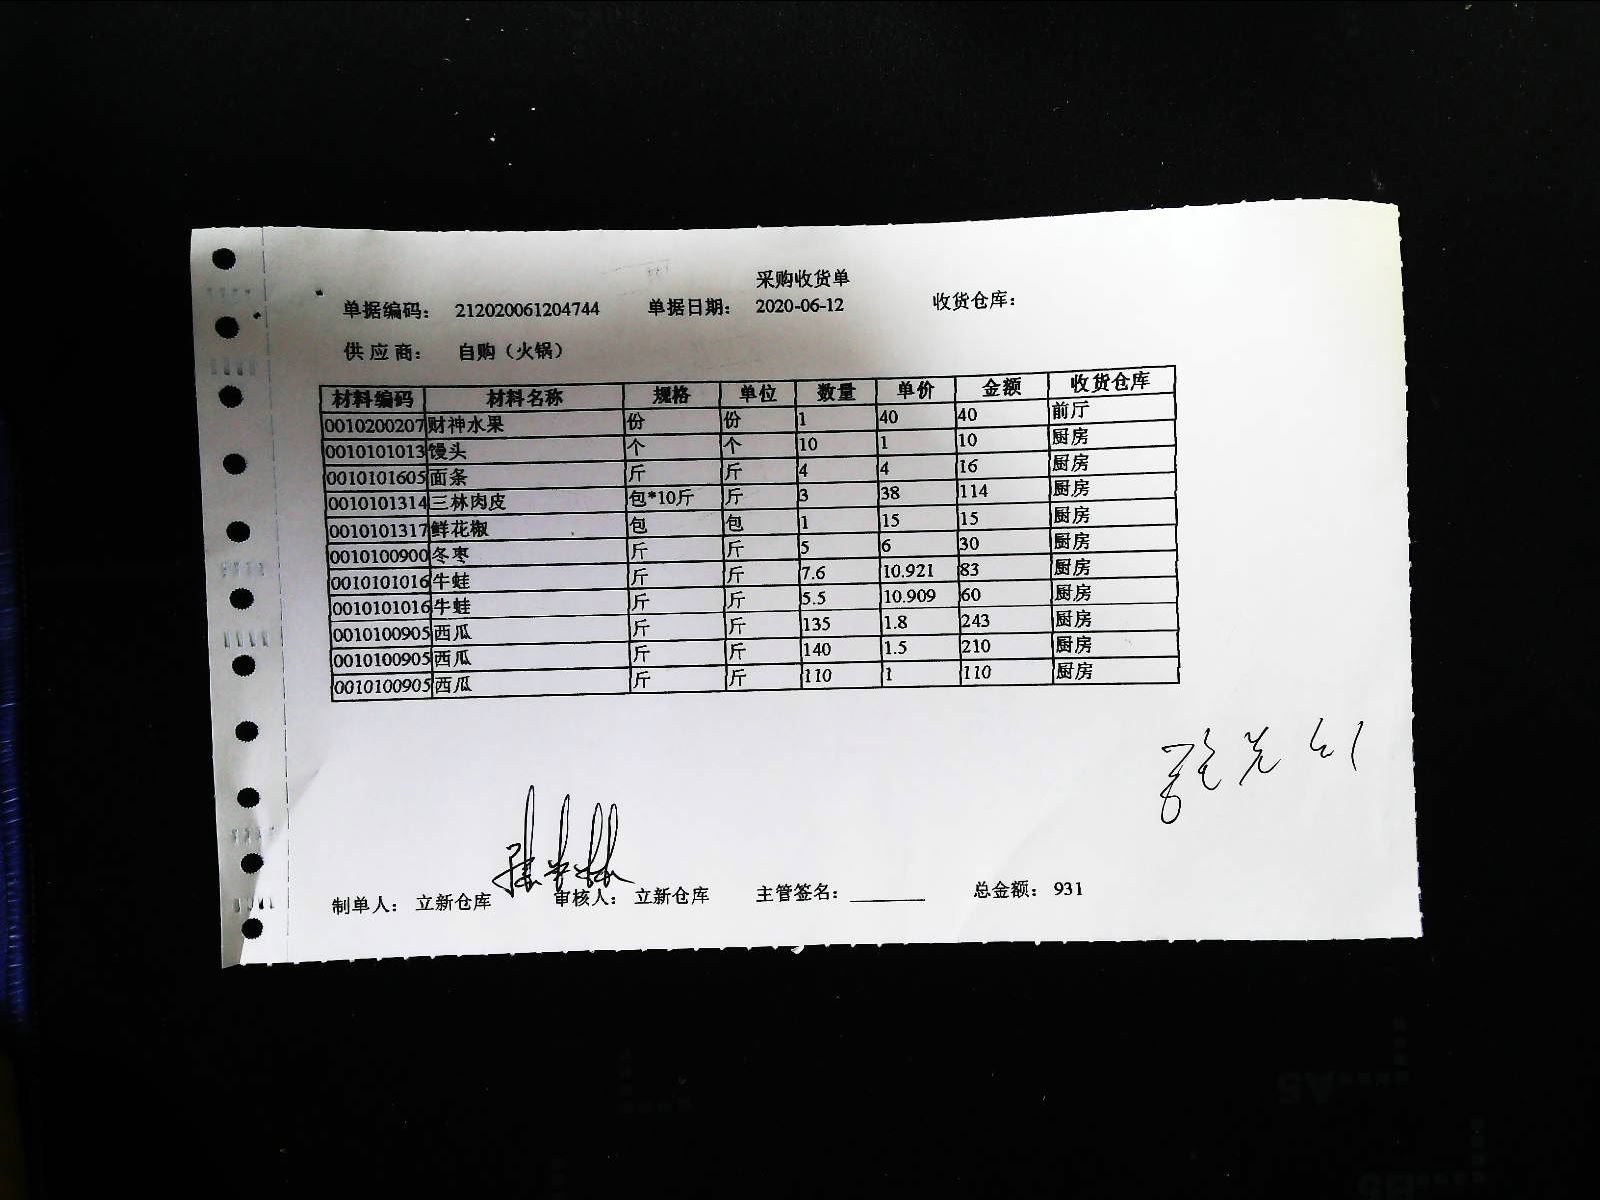 采购收货单
单据编码： 212020061204744 单据日期： 2020-06-12 收货仓库：
供应商： 自购（火锅）
材料编码 材料名称 规格 单位 数量 单价 金额 收货仓库
0010200207 财神水果 份 份 1 40 40 前厅
0010101013 馒头 个 个 10 1 10 厨房
0010101605 面条 斤 斤 4 4 16 厨房
0010101314 三林肉皮 包*10斤 斤 3 38 114 厨房
0010101317 鲜花椒 包 包 1 15 15 厨房
0010100900 冬枣 斤 斤 5 6 30 厨房
0010101016 牛蛙 斤 斤 7.6 10.921 83 厨房
0010101016 牛蛙 斤 斤 5.5 10.909 60 厨房
0010100905 西瓜 斤 斤 135 1.8 243 厨房
0010100905 西瓜 斤 斤 140 1.5 210 厨房
0010100905 西瓜 斤 斤 110 1 110 厨房
制单人： 立新仓库 审核人： 立新仓库 主管签名： 总金额： 931